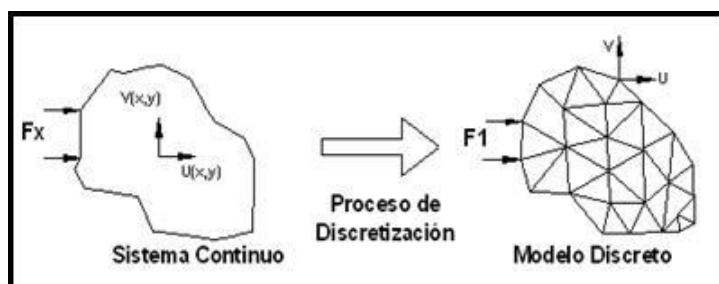 Fx
V(x,y)
U(x,y)
Sistema Continuo
Proceso de
Discretización
V
U
F1
Modelo Discreto